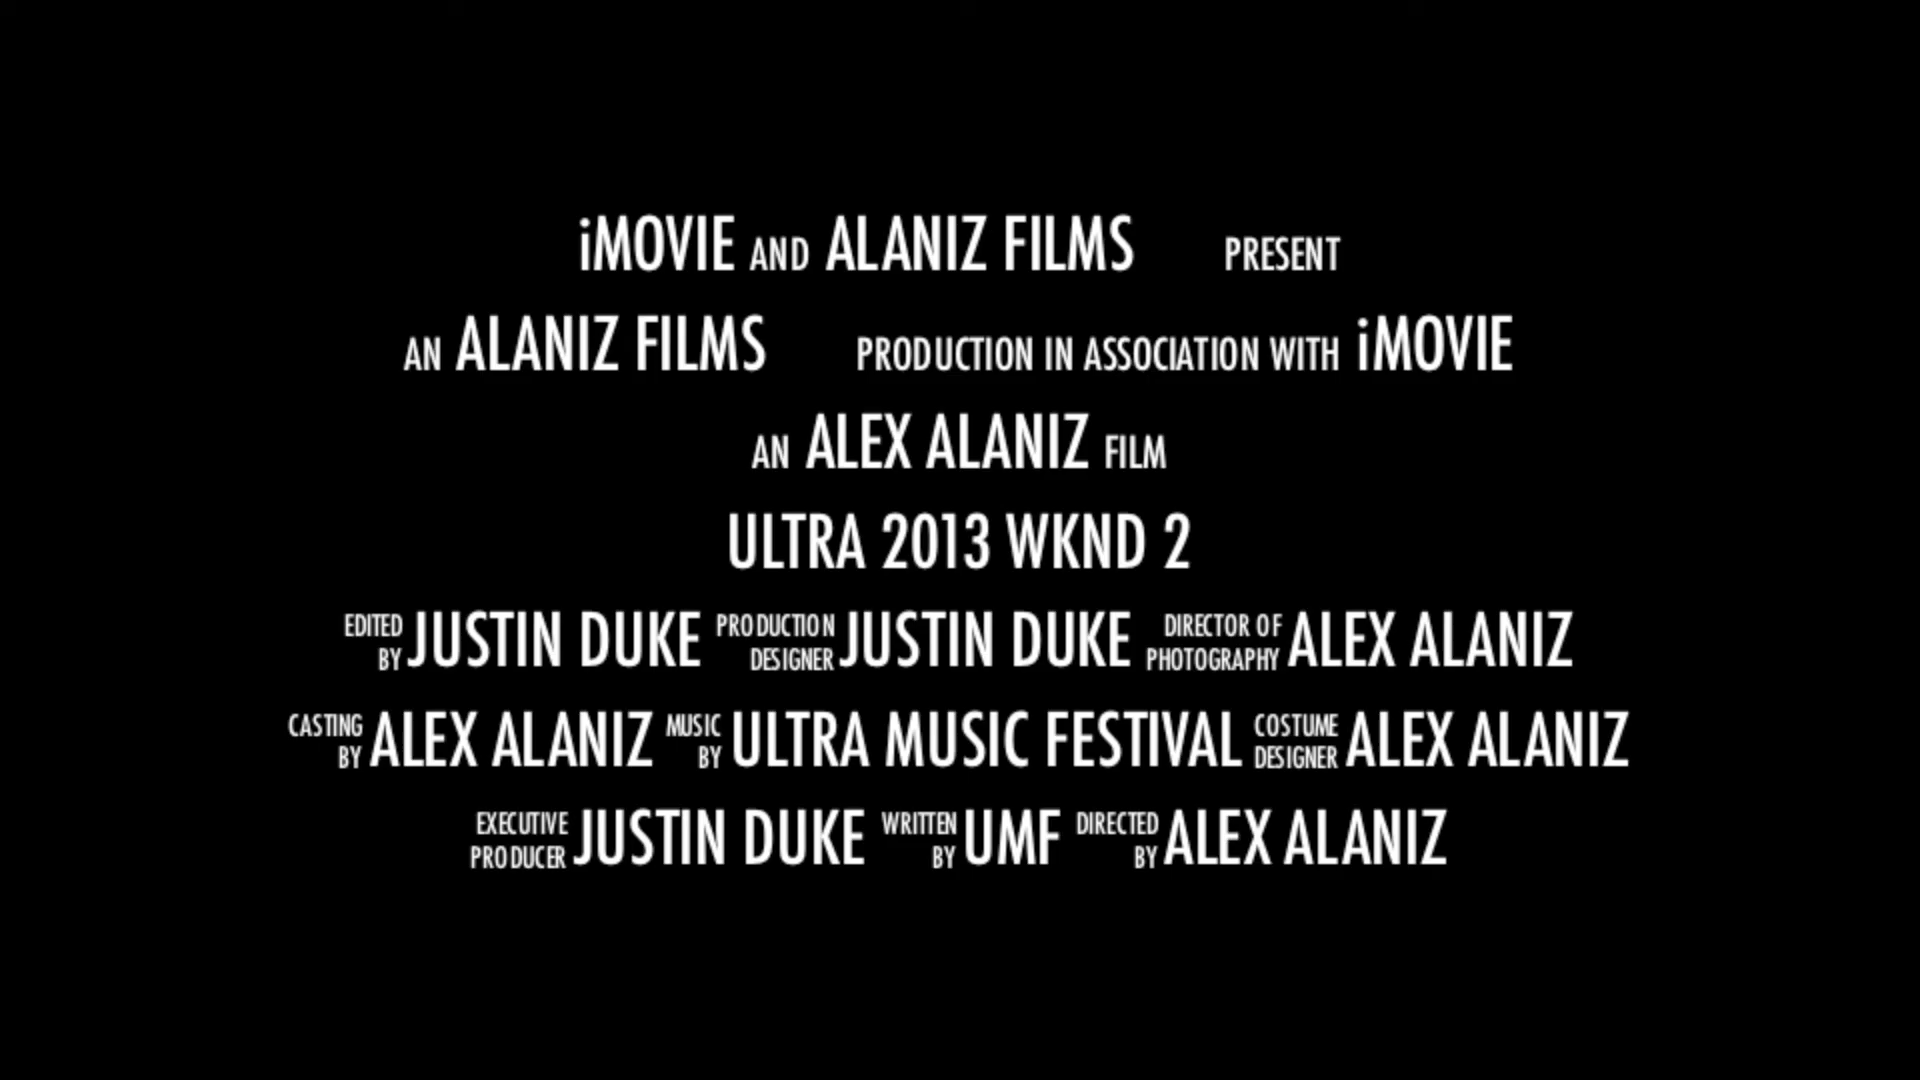 iMOVIE AND ALANIZ FILMS PRESENT
AN ALANIZ FILMS PRODUCTION IN ASSOCIATION WITH iMOVIE
AN ALEX ALANIZ FILM
ULTRA 2013 WKND 2
EDITED BY JUSTIN DUKE PRODUCTION DESIGNER JUSTIN DUKE DIRECTOR OF PHOTOGRAPHY ALEX ALANIZ
CASTING BY ALEX ALANIZ MUSIC BY ULTRA MUSIC FESTIVAL COSTUME DESIGNER ALEX ALANIZ
EXECUTIVE PRODUCER JUSTIN DUKE WRITTEN BY UMF DIRECTED BY ALEX ALANIZ